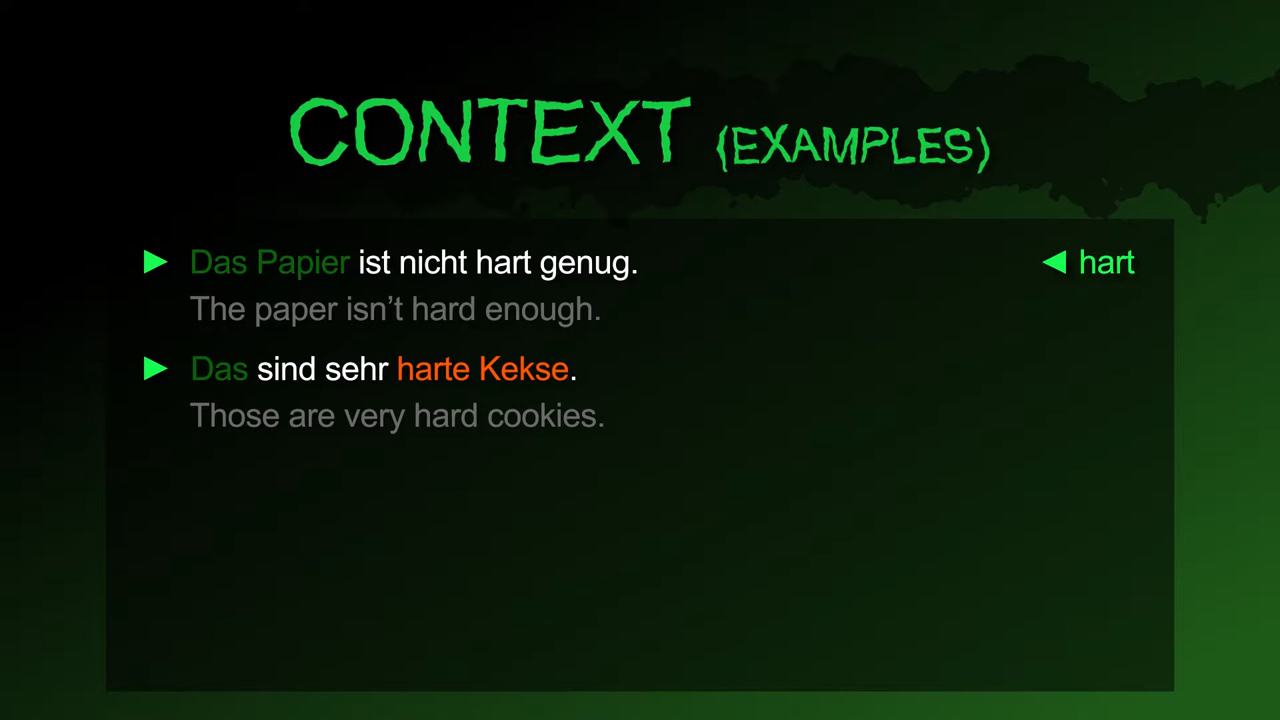 CONTEXT (EXAMPLES)
► Das Papier ist nicht hart genug. ◄ hart
The paper isn’t hard enough.
► Das sind sehr harte Kekse.
Those are very hard cookies.